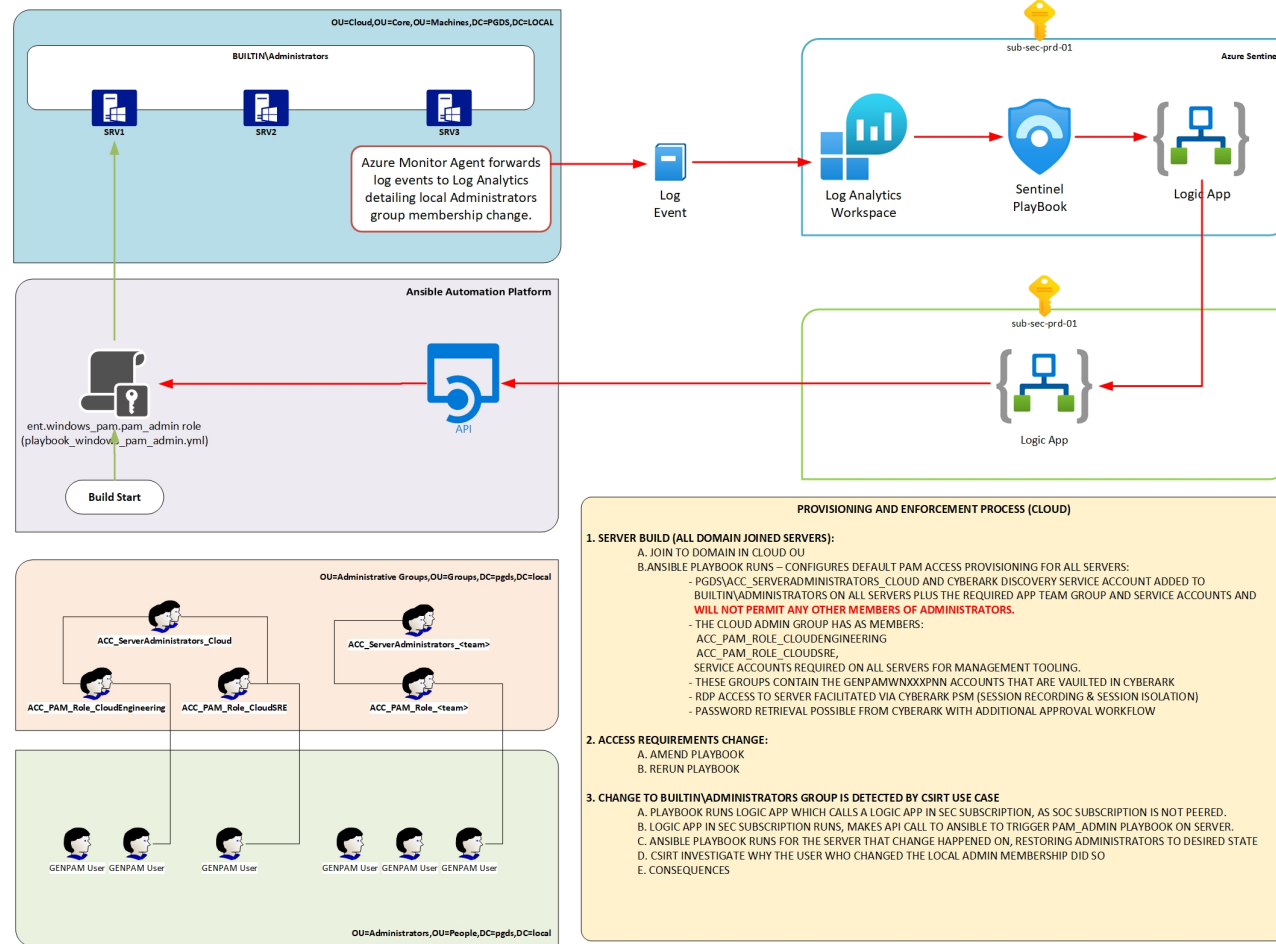 OU=Cloud,OU=Core,OU=Machines,DC=PGDS,DC=LOCAL
BUILTIN\Administrators
SRV1
SRV2
SRV3
Azure Monitor Agent forwards
log events to Log Analytics
detailing local Administrators
group membership change.
Log
Event
sub-sec-prd-01
Azure Sentine
Log Analytics
Workspace
Sentinel
PlayBook
Logic App
Ansible Automation Platform
ent.windows_pam.pam_admin role
(playbook_windows_pam_admin.yml)
API
Build Start
sub-sec-prd-01
Logic App
OU=Administrative Groups,OU=Groups,DC=pgds,DC=local
ACC_ServerAdministrators_Cloud
ACC_ServerAdministrators_<team>
ACC_PAM_Role_CloudEngineering
ACC_PAM_Role_CloudSRE
ACC_PAM_Role_<team>
GENPAM User
GENPAM User
GENPAM User
GENPAM User
GENPAM User
GENPAM User
OU=Administrators,OU=People,DC=pgds,DC=local
PROVISIONING AND ENFORCEMENT PROCESS (CLOUD)
1. SERVER BUILD (ALL DOMAIN JOINED SERVERS):
A. JOIN TO DOMAIN IN CLOUD OU
B.ANSIBLE PLAYBOOK RUNS – CONFIGURES DEFAULT PAM ACCESS PROVISIONING FOR ALL SERVERS:
- PGDS\ACC_SERVERADMINISTRATORS_CLOUD AND CYBERARK DISCOVERY SERVICE ACCOUNT ADDED TO
BUILTIN\ADMINISTRATORS ON ALL SERVERS PLUS THE REQUIRED APP TEAM GROUP AND SERVICE ACCOUNTS AND
WILL NOT PERMIT ANY OTHER MEMBERS OF ADMINISTRATORS.
- THE CLOUD ADMIN GROUP HAS AS MEMBERS:
ACC_PAM_ROLE_CLOUDENGINEERING
ACC_PAM_ROLE_CLOUDSRE,
SERVICE ACCOUNTS REQUIRED ON ALL SERVERS FOR MANAGEMENT TOOLING.
- THESE GROUPS CONTAIN THE GENPAMWNXXXPNN ACCOUNTS THAT ARE VAUILTED IN CYBERARK
- RDP ACCESS TO SERVER FACILITATED VIA CYBERARK PSM (SESSION RECORDING & SESSION ISOLATION)
- PASSWORD RETRIEVAL POSSIBLE FROM CYBERARK WITH ADDITIONAL APPROVAL WORKFLOW
2. ACCESS REQUIREMENTS CHANGE:
A. AMEND PLAYBOOK
B. RERUN PLAYBOOK
3. CHANGE TO BUILTIN\ADMINISTRATORS GROUP IS DETECTED BY CSIRT USE CASE
A. PLAYBOOK RUNS LOGIC APP WHICH CALLS A LOGIC APP IN SEC SUBSCRIPTION, AS SOC SUBSCRIPTION IS NOT PEERED.
B. LOGIC APP IN SEC SUBSCRIPTION RUNS, MAKES API CALL TO ANSIBLE TO TRIGGER PAM_ADMIN PLAYBOOK ON SERVER.
C. ANSIBLE PLAYBOOK RUNS FOR THE SERVER THAT CHANGE HAPPENED ON, RESTORING ADMINISTRATORS TO DESIRED STATE
D. CSIRT INVESTIGATE WHY THE USER WHO CHANGED THE LOCAL ADMIN MEMBERSHIP DID SO
E. CONSEQUENCES